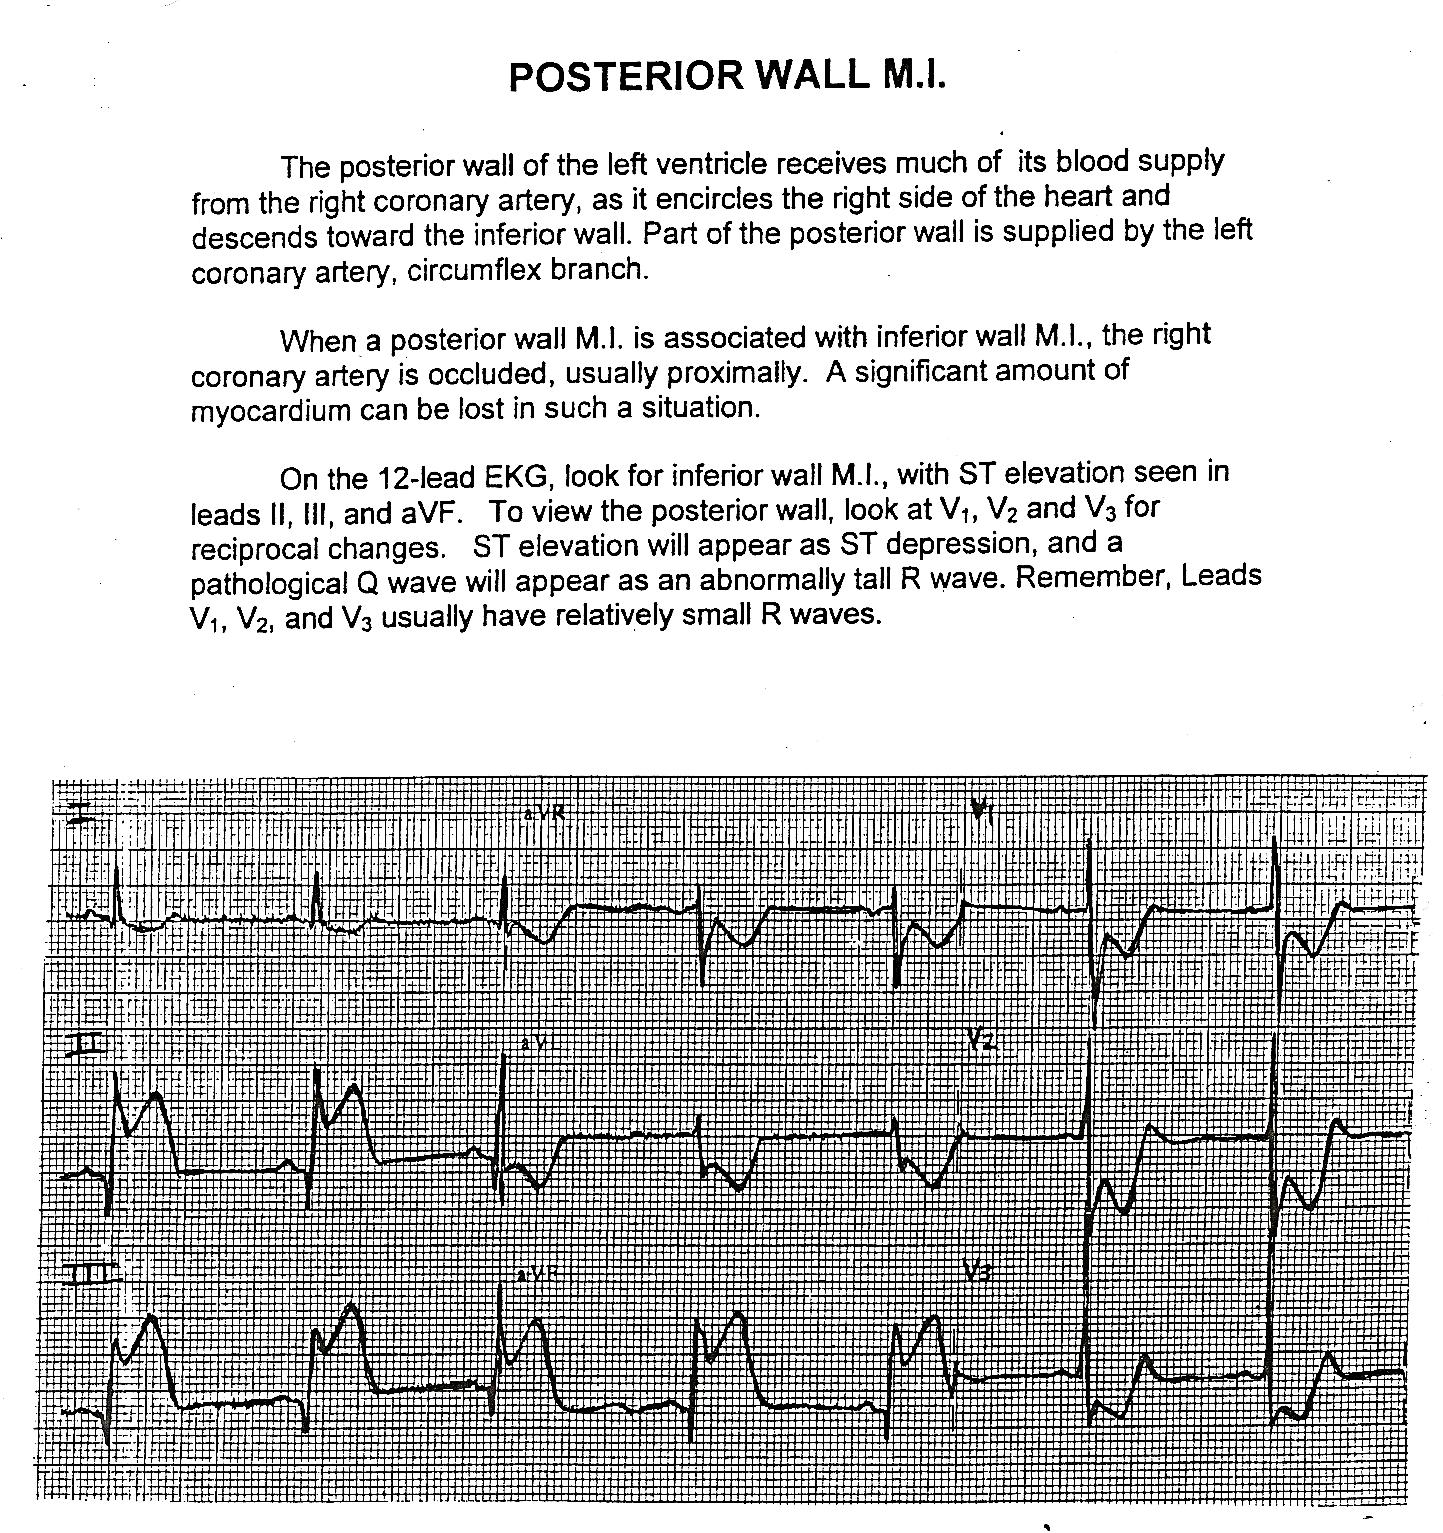 POSTERIOR WALL M.I.
The posterior wall of the left ventricle receives much of its blood supply
from the right coronary artery, as it encircles the right side of the heart and
descends toward the inferior wall. Part of the posterior wall is supplied by the left
coronary artery, circumflex branch.
When a posterior wall M.I. is associated with inferior wall M.I., the right
coronary artery is occluded, usually proximally. A significant amount of
myocardium can be lost in such a situation.
On the 12-lead EKG, look for inferior wall M.I., with ST elevation seen in
leads II, III, and aVF. To view the posterior wall, look at V₁, V₂ and V₃ for
reciprocal changes. ST elevation will appear as ST depression, and a
pathological Q wave will appear as an abnormally tall R wave. Remember, Leads
V₁, V₂, and V₃ usually have relatively small R waves.
I aVR V1
II aVL V2
III aVF V3